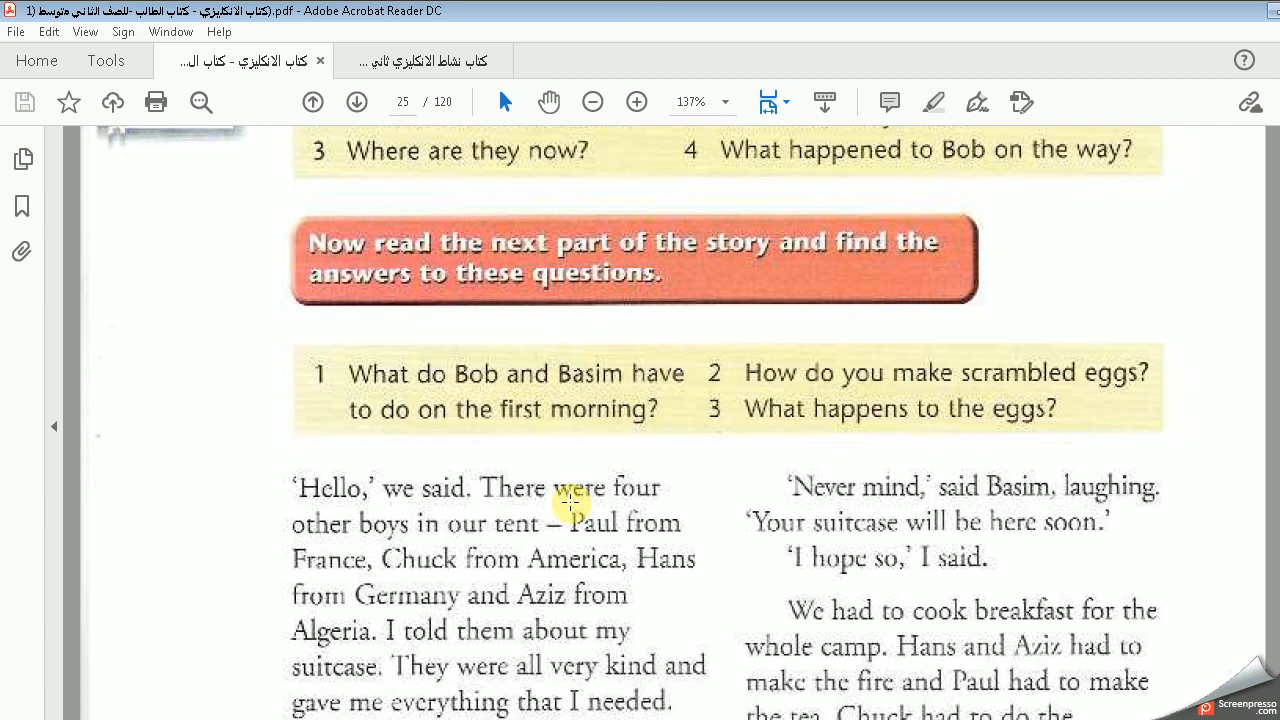 كتاب الانكليزي - كتاب الطالب -للصف الثاني متوسط (1).pdf - Adobe Acrobat Reader DC
File Edit View Sign Window Help
Home Tools كتاب الانكليزي - كتاب ال... × كتاب نشاط الانكليزي ثاني ...
25 / 120 137%
3 Where are they now? 4 What happened to Bob on the way?
Now read the next part of the story and find the
answers to these questions.
1 What do Bob and Basim have
to do on the first morning?
2 How do you make scrambled eggs?
3 What happens to the eggs?
‘Hello,’ we said. There were four
other boys in our tent – Paul from
France, Chuck from America, Hans
from Germany and Aziz from
Algeria. I told them about my
suitcase. They were all very kind and
gave me everything that I needed.
‘Never mind,’ said Basim, laughing.
‘Your suitcase will be here soon.’
‘I hope so,’ I said.
We had to cook breakfast for the
whole camp. Hans and Aziz had to
make the fire and Paul had to make
the tea. Chuck had to do the
Screenpresso
.com